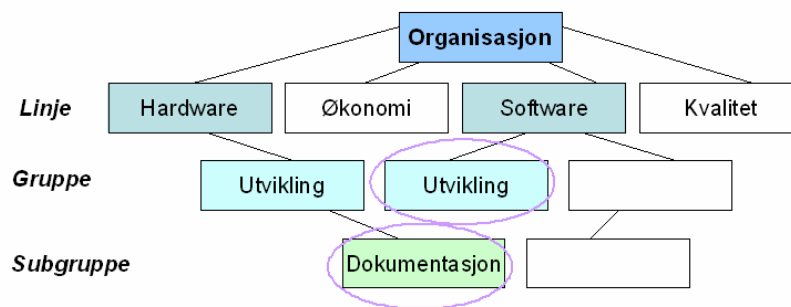 Organisasjon
Linje Hardware Økonomi Software Kvalitet
Gruppe Utvikling Utvikling
Subgruppe Dokumentasjon